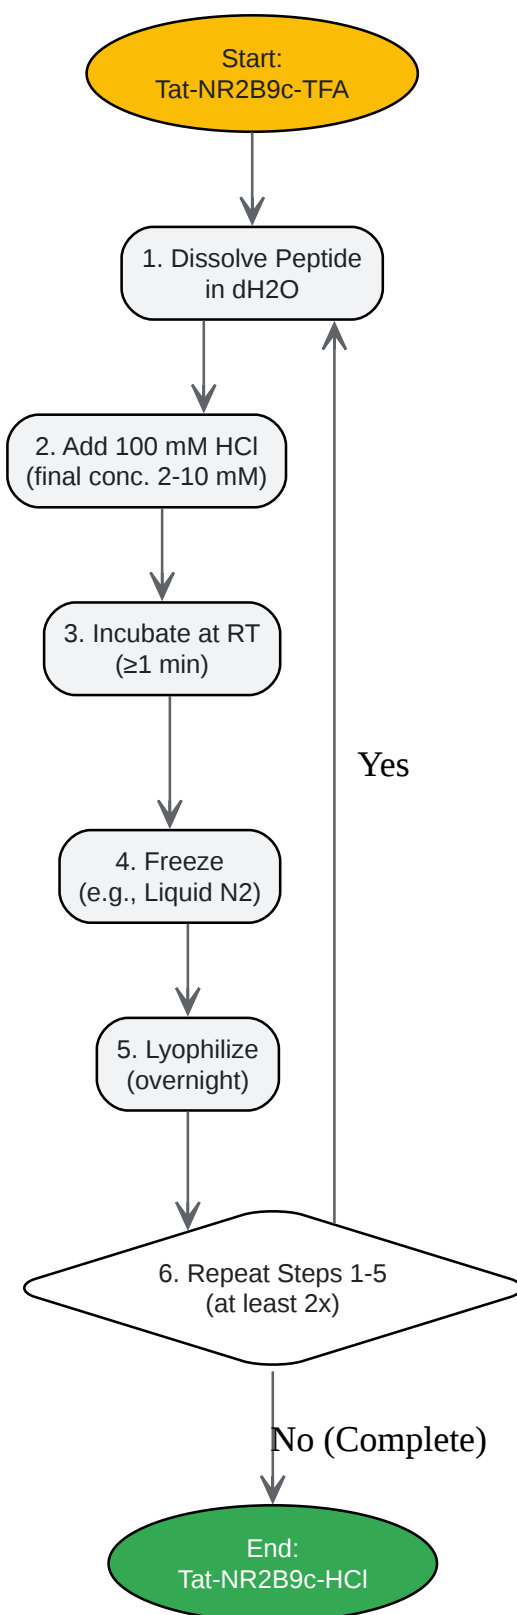 Start:
Tat-NR2B9c-TFA
1. Dissolve Peptide
in dH2O
2. Add 100 mM HCl
(final conc. 2-10 mM)
3. Incubate at RT
(≥1 min)
Yes
4. Freeze
(e.g., Liquid N2)
5. Lyophilize
(overnight)
6. Repeat Steps 1-5
(at least 2x)
No (Complete)
End:
Tat-NR2B9c-HCl